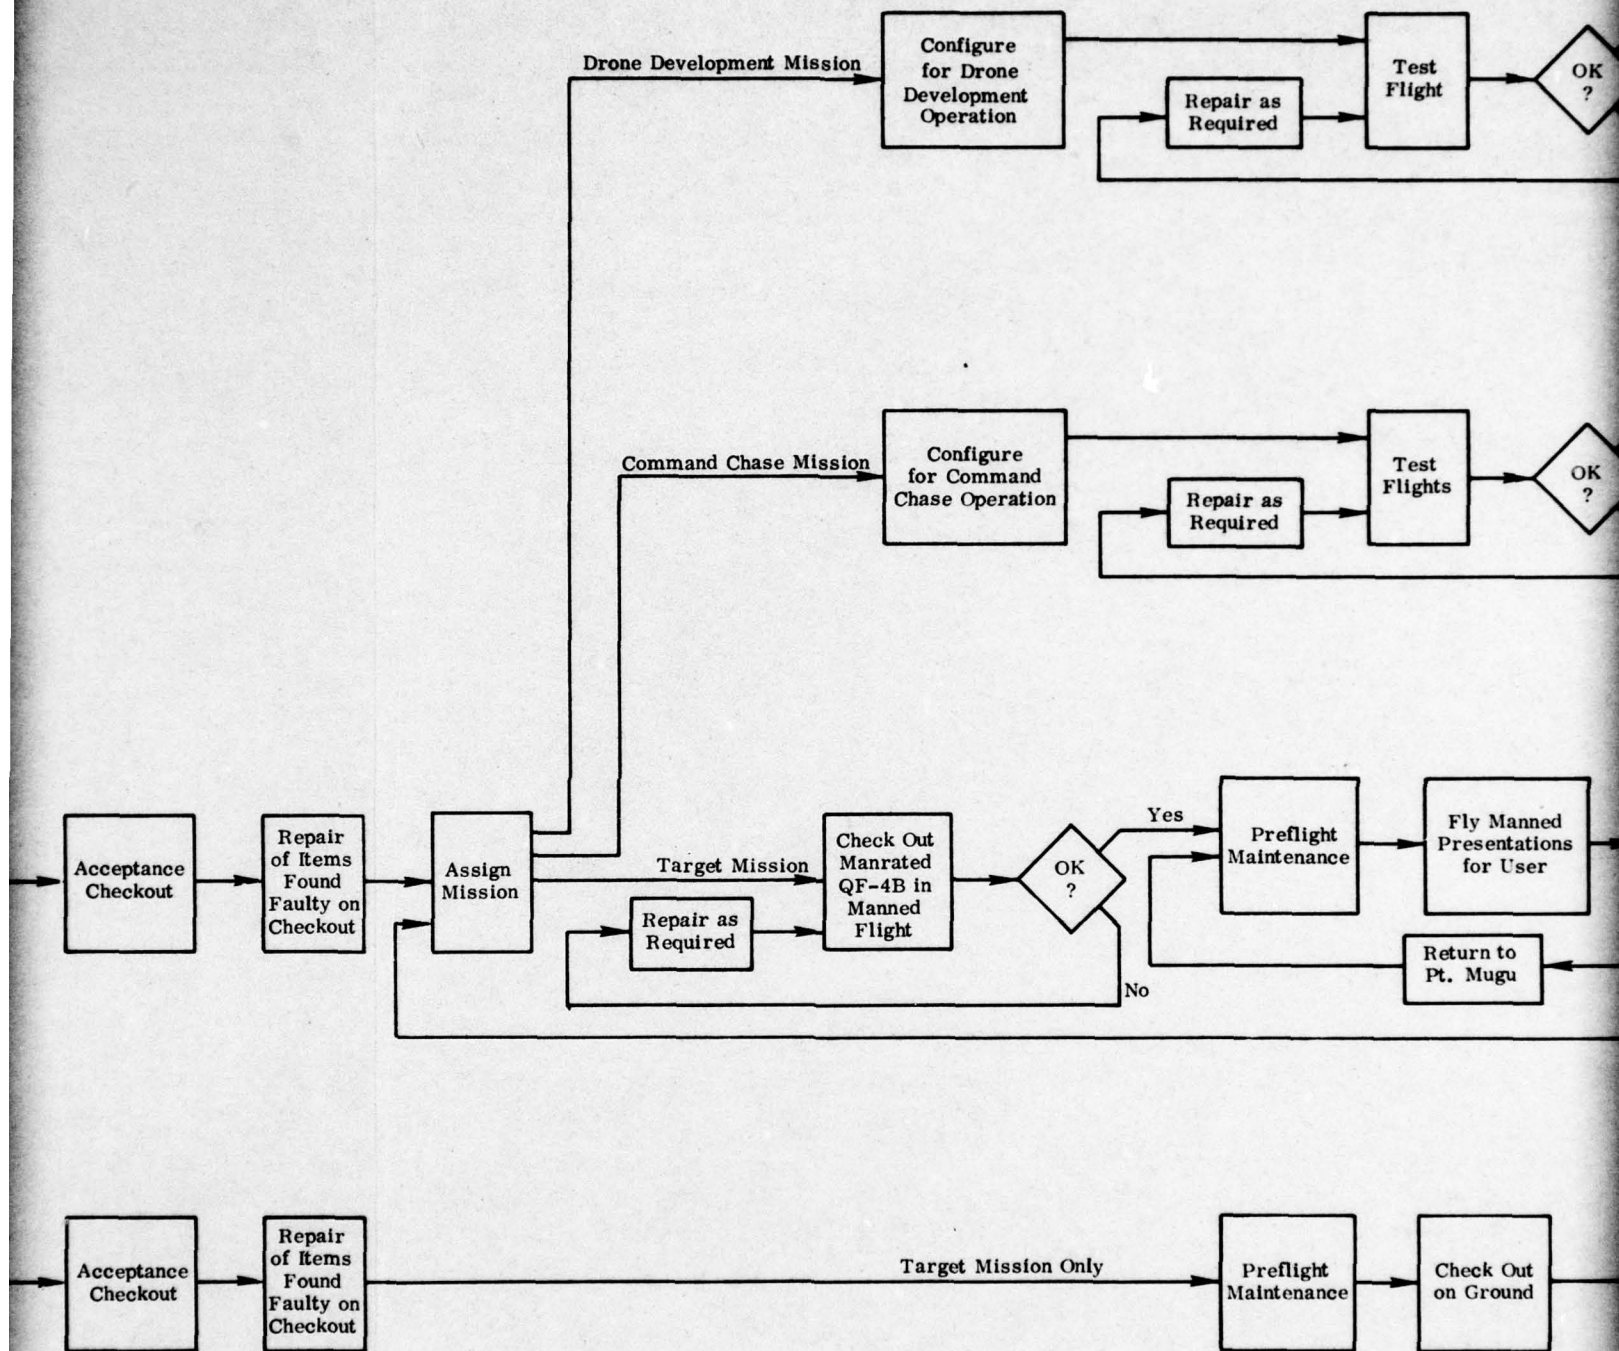 Drone Development Mission
Configure
for Drone
Development
Operation
Repair as
Required
Test
Flight
OK
?
Command Chase Mission
Configure
for Command
Chase Operation
Repair as
Required
Test
Flights
OK
?
Acceptance
Checkout
Repair
of Items
Found
Faulty on
Checkout
Assign
Mission
Target Mission
Repair as
Required
Check Out
Manrated
QF-4B in
Manned
Flight
OK
?
Yes
No
Preflight
Maintenance
Fly Manned
Presentations
for User
Return to
Pt. Mugu
Acceptance
Checkout
Repair
of Items
Found
Faulty on
Checkout
Target Mission Only
Preflight
Maintenance
Check Out
on Ground